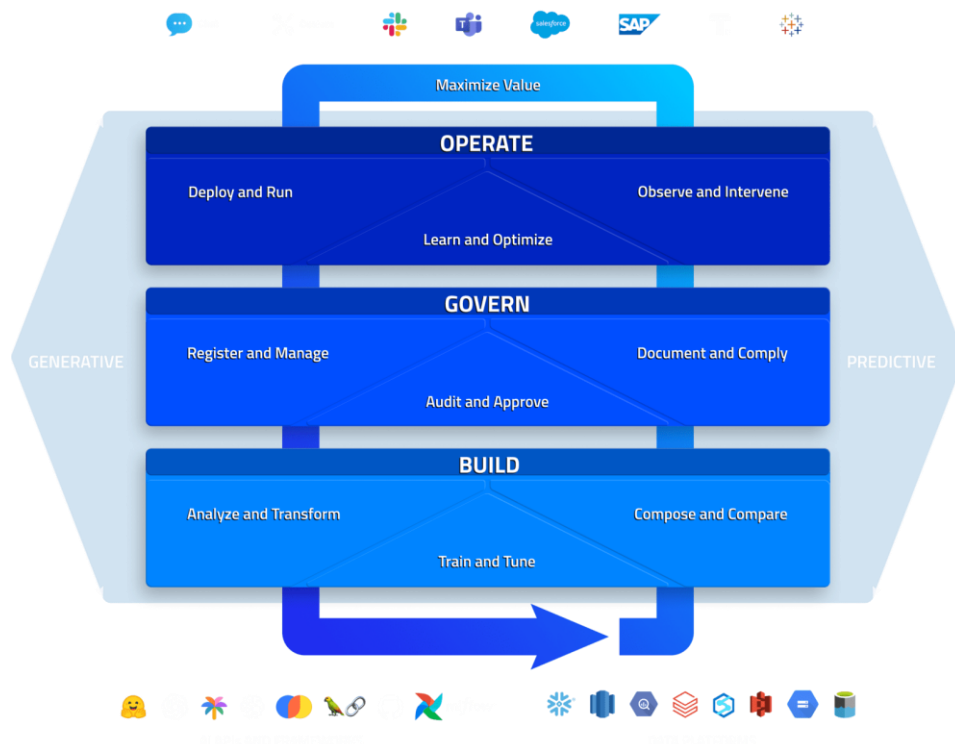 salesforce
SAP
Maximize Value
OPERATE
Deploy and Run
Observe and Intervene
Learn and Optimize
GOVERN
GENERATIVE
Register and Manage
Document and Comply
PREDICTIVE
Audit and Approve
BUILD
Analyze and Transform
Compose and Compare
Train and Tune